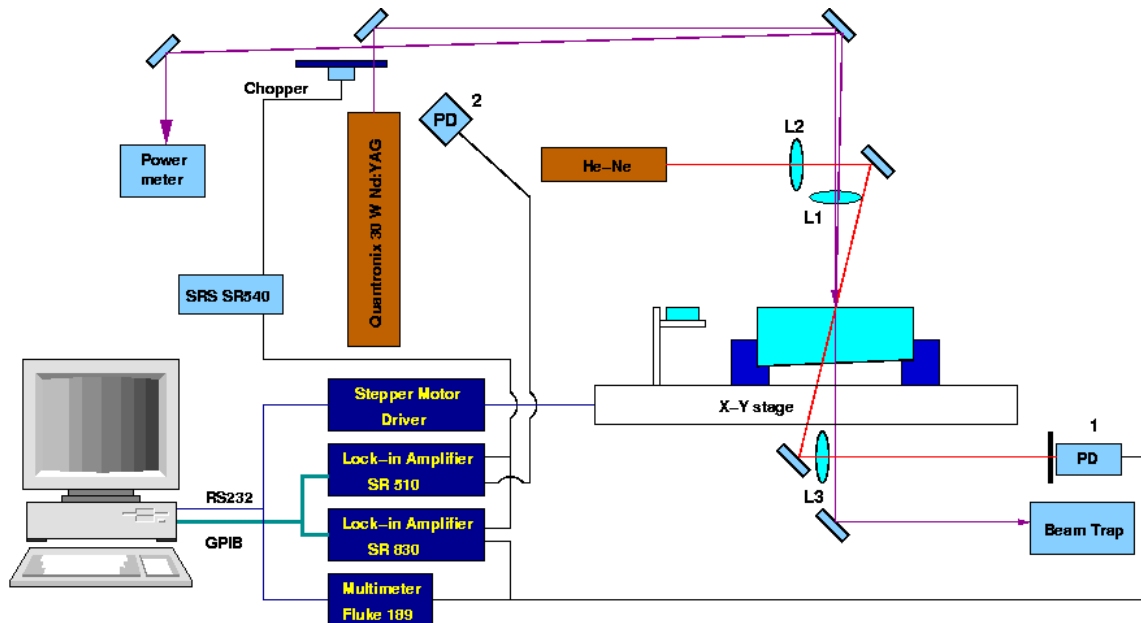 Chopper
2
PD
L2
Power
meter
He-Ne
Quantronix 30 W Nd:YAG
L1
SRS SR540
Stepper Motor
Driver
X-Y stage
1
Lock-in Amplifier
SR 510
PD
RS232
L3
GPIB
Lock-in Amplifier
SR 830
Beam Trap
Multimeter
Fluke 189